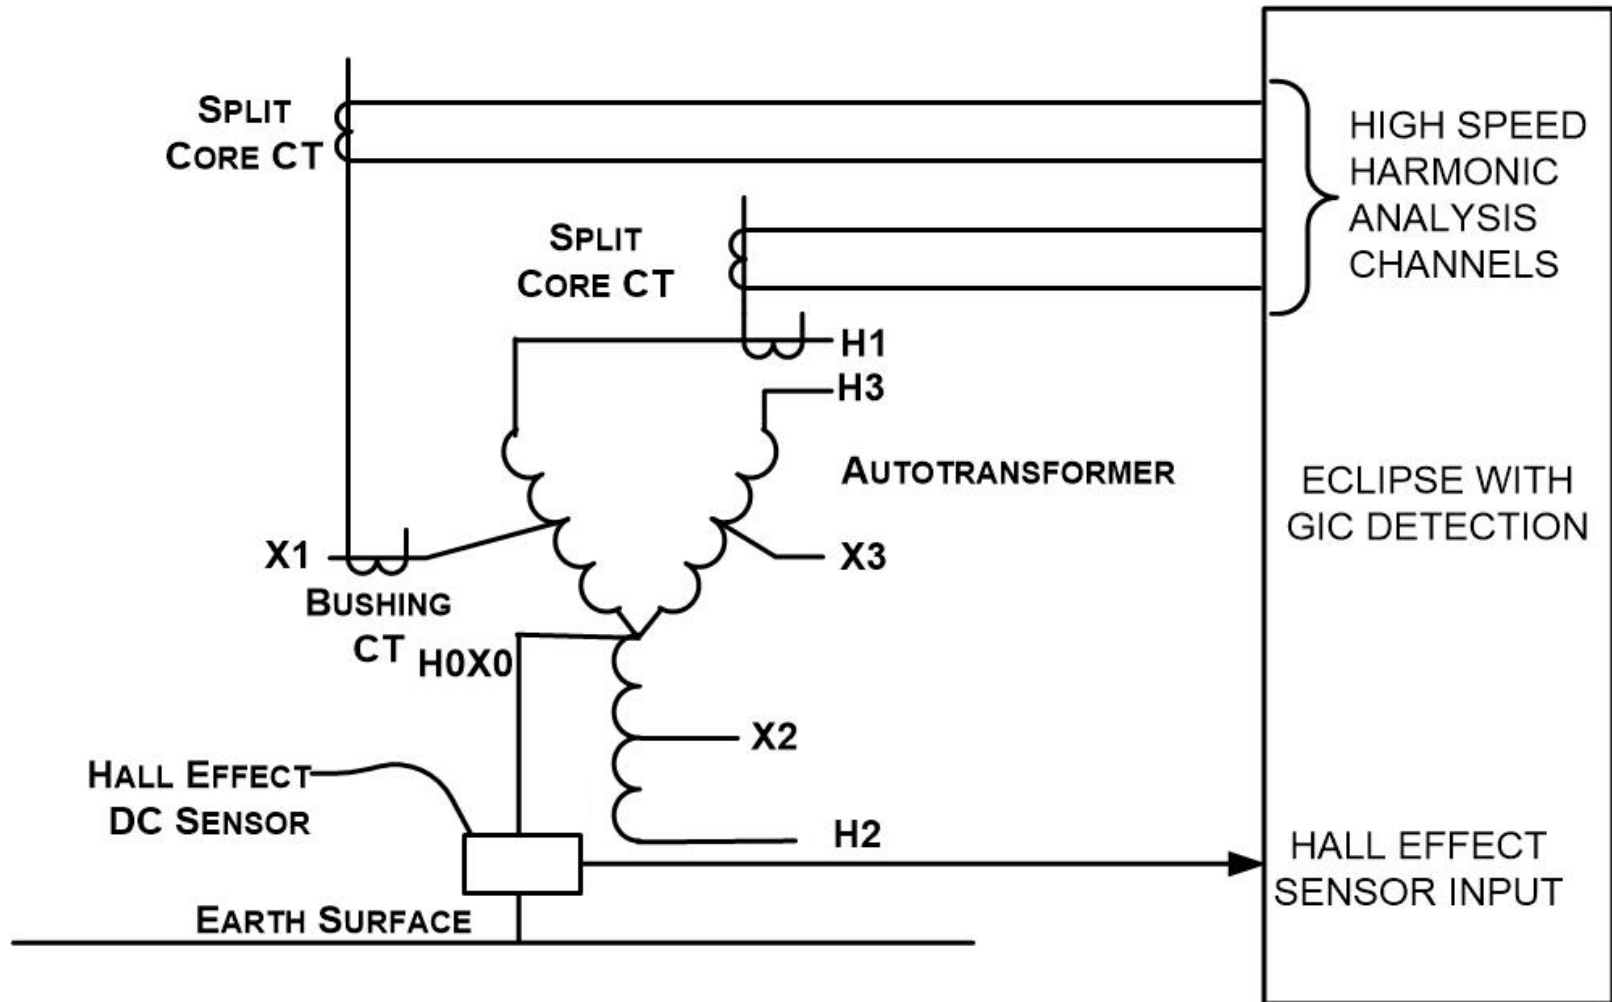 SPLIT
CORE CT
HIGH SPEED
HARMONIC
ANALYSIS
CHANNELS
SPLIT
CORE CT
H1
H3
AUTOTRANSFORMER
ECLIPSE WITH
GIC DETECTION
X1
X3
BUSHING
CT
H0X0
X2
HALL EFFECT
DC SENSOR
H2
HALL EFFECT
SENSOR INPUT
EARTH SURFACE